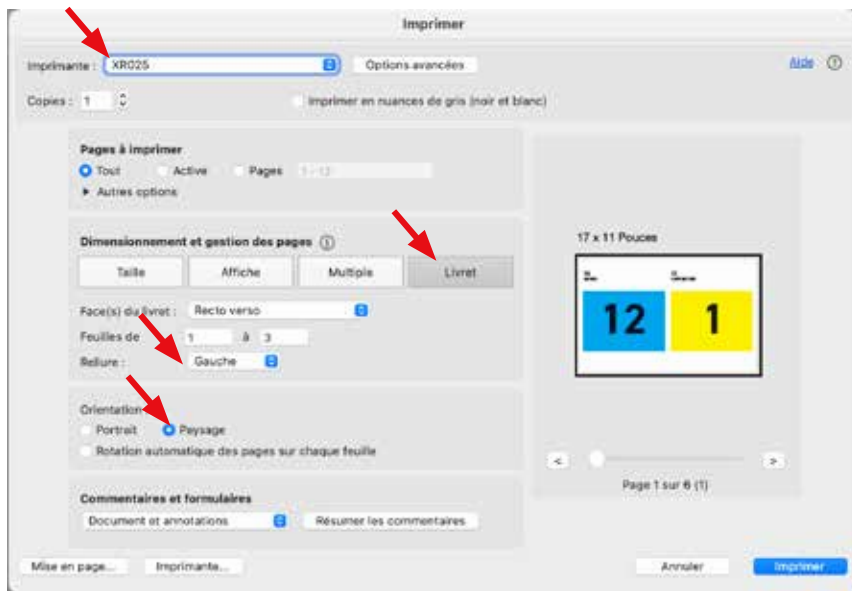 Imprimer
Imprimante : XR025 Options avancées Aide
Copies : 1 Imprimer en nuances de gris (noir et blanc)
Pages à imprimer
Tout Active Pages 1 - 12
Autres options
Dimensionnement et gestion des pages
Taille Affiche Multiple Livret
Face(s) du livret : Recto verso
Feuilles de 1 à 3
Reliure : Gauche
Orientation
Portrait Paysage
Rotation automatique des pages sur chaque feuille
Commentaires et formulaires
Document et annotations Résumer les commentaires
17 x 11 Pouces
12 1
< >
Page 1 sur 6 (1)
Mise en page... Imprimante... Annuler Imprimer